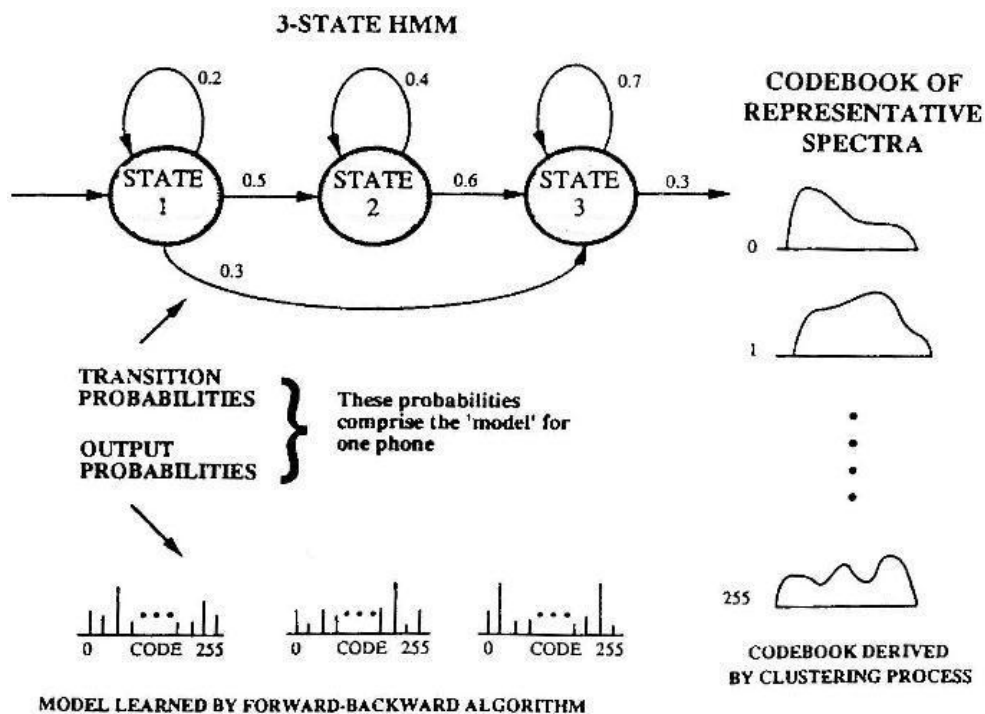 3-STATE HMM
0.2
0.4
0.7
STATE
1
0.5
STATE
2
0.6
STATE
3
0.3
0.3
TRANSITION
PROBABILITIES
OUTPUT
PROBABILITIES
These probabilities
comprise the 'model' for
one phone
0 CODE 255
0 CODE 255
0 CODE 255
MODEL LEARNED BY FORWARD-BACKWARD ALGORITHM
CODEBOOK OF
REPRESENTATIVE
SPECTRA
0
1
255
CODEBOOK DERIVED
BY CLUSTERING PROCESS